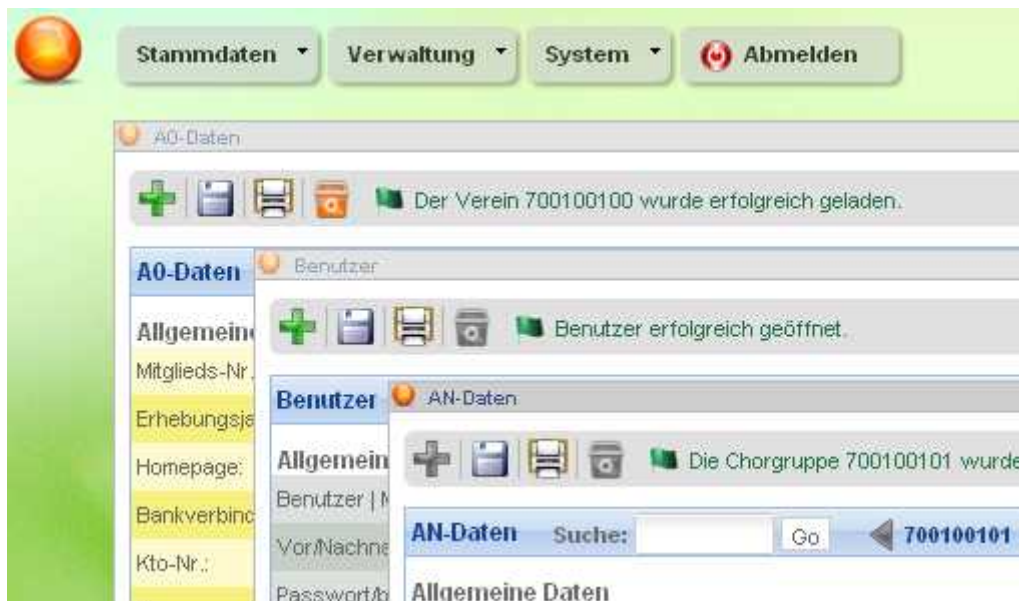 Stammdaten Verwaltung System Abmelden
A0-Daten
Der Verein 700100100 wurde erfolgreich geladen.
A0-Daten
Benutzer
Allgemeine
Benutzer erfolgreich geöffnet.
Mitglieds-Nr.
Benutzer
AN-Daten
Erhebungsja
Homepage:
Allgemein
Die Chorgruppe 700100101 wurde
Benutzer |
Bankverbind
AN-Daten Suche: Go 700100101
Vor/Nachna
Kto-Nr.:
Passwort/b
Allgemeine Daten